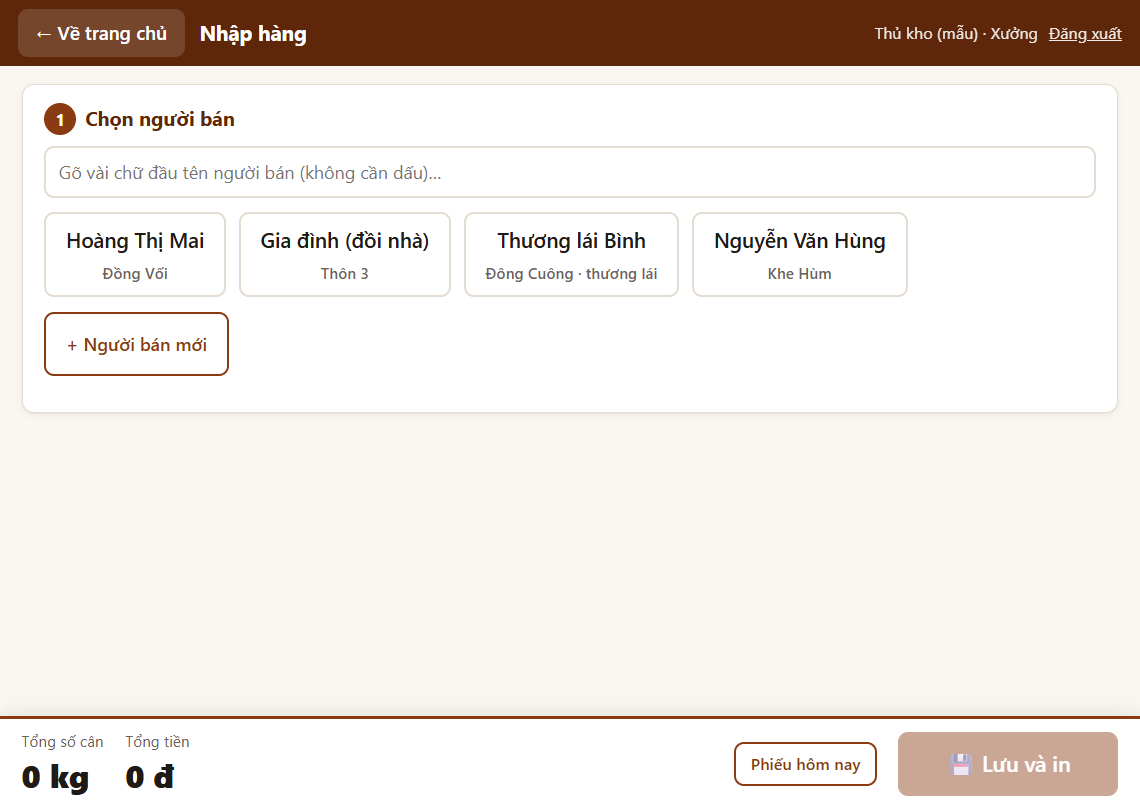 ← Về trang chủ
Nhập hàng
Thủ kho (mẫu) · Xưởng
Đăng xuất
1 Chọn người bán
Gõ vài chữ đầu tên người bán (không cần dấu)...
Hoàng Thị Mai
Đồng Vối
Gia đình (đồi nhà)
Thôn 3
Thương lái Bình
Đông Cuông · thương lái
Nguyễn Văn Hùng
Khe Hùm
+ Người bán mới
Tổng số cân
0 kg
Tổng tiền
0 đ
Phiếu hôm nay
Lưu và in